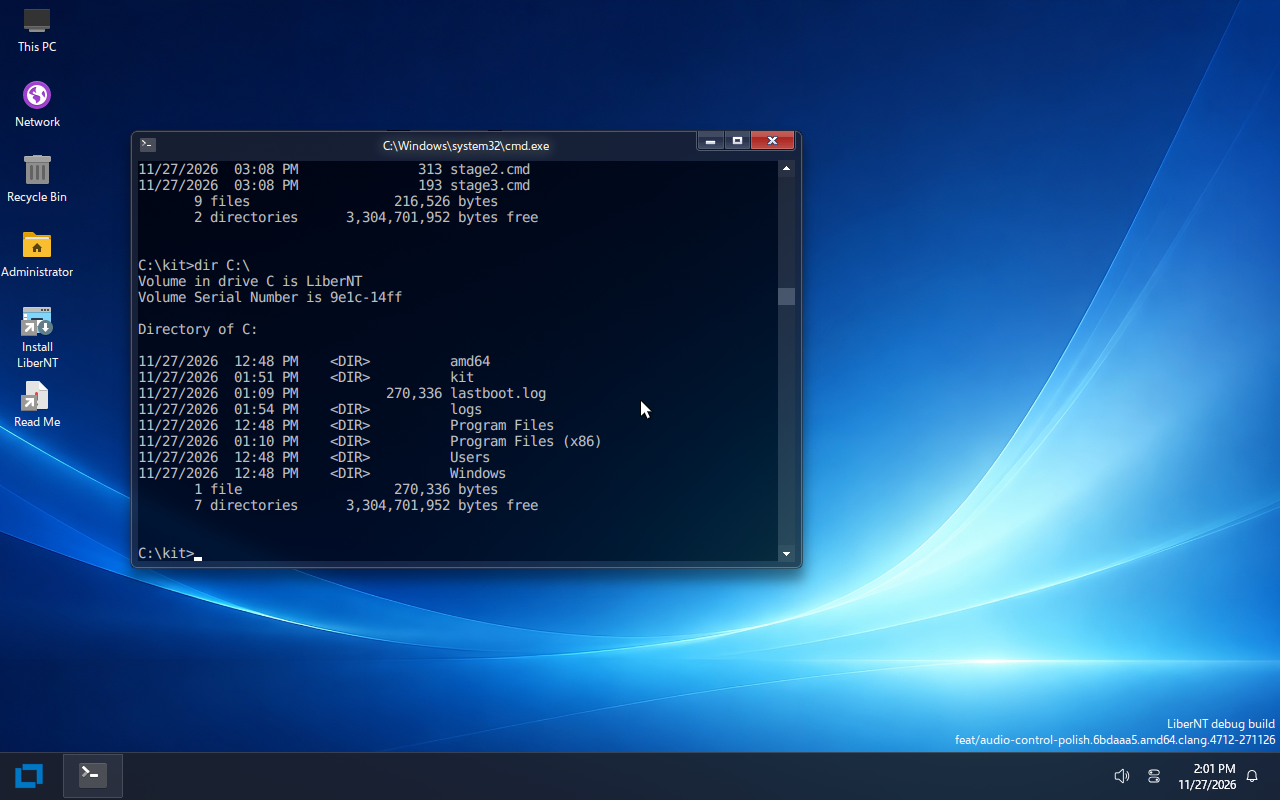 This PC
Network
Recycle Bin
Administrator
Install
LiberNT
Read Me
C:\Windows\system32\cmd.exe
11/27/2026  03:08 PM               313 stage2.cmd
11/27/2026  03:08 PM               193 stage3.cmd
       9 files                  216,526 bytes
       2 directories      3,304,701,952 bytes free
C:\kit>dir C:\
Volume in drive C is LiberNT
Volume Serial Number is 9e1c-14ff
Directory of C:
11/27/2026  12:48 PM    <DIR>          amd64
11/27/2026  01:51 PM    <DIR>          kit
11/27/2026  01:09 PM           270,336 lastboot.log
11/27/2026  01:54 PM    <DIR>          logs
11/27/2026  12:48 PM    <DIR>          Program Files
11/27/2026  01:10 PM    <DIR>          Program Files (x86)
11/27/2026  12:48 PM    <DIR>          Users
11/27/2026  12:48 PM    <DIR>          Windows
       1 file                   270,336 bytes
       7 directories      3,304,701,952 bytes free
C:\kit>
LiberNT debug build
feat/audio-control-polish.6bdaaa5.amd64.clang.4712-271126
2:01 PM
11/27/2026